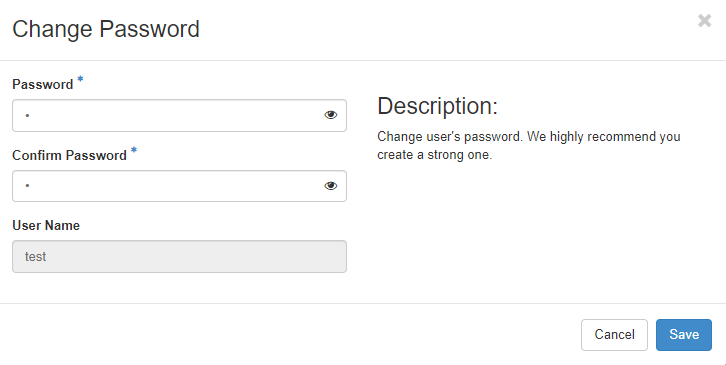 Change Password
Password *
•
Confirm Password *
•
User Name
test
Description:
Change user's password. We highly recommend you
create a strong one.
Cancel
Save